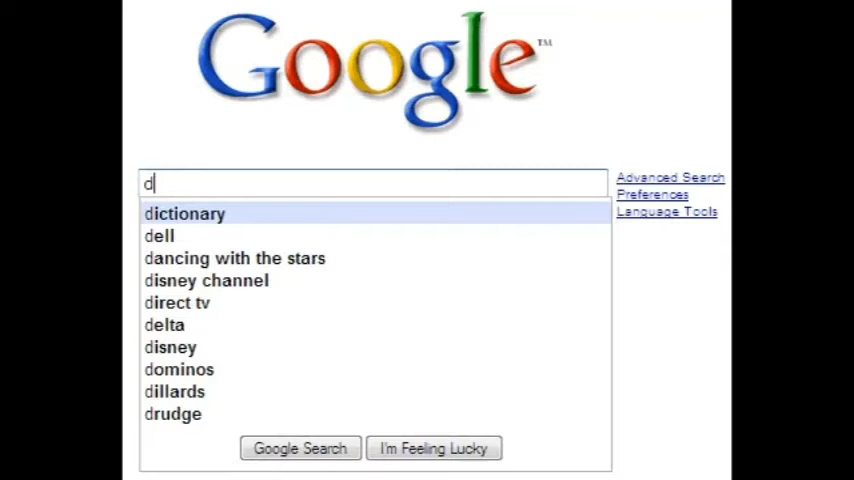 Google™
d
Advanced Search
Preferences
Language Tools
dictionary
dell
dancing with the stars
disney channel
direct tv
delta
disney
dominos
dillards
drudge
Google Search
I'm Feeling Lucky